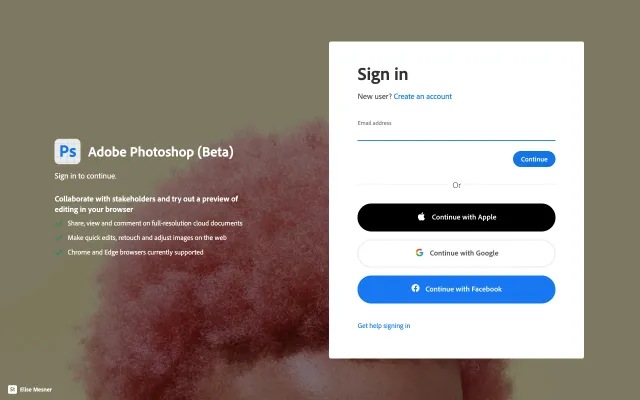 Ps Adobe Photoshop (Beta)
Sign in to continue.
Collaborate with stakeholders and try out a preview of
editing in your browser
Share, view and comment on full-resolution cloud documents
Make quick edits, retouch and adjust images on the web
Chrome and Edge browsers currently supported
St Elise Mesner
Sign in
New user? Create an account
Email address
Continue
Or
Continue with Apple
Continue with Google
Continue with Facebook
Get help signing in